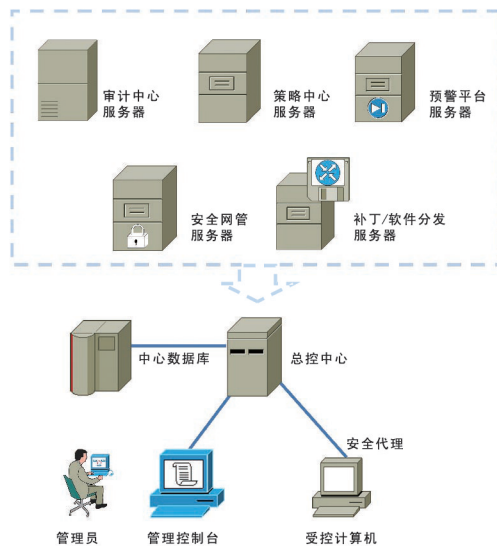 审计中心
服务器
策略中心
服务器
预警平台
服务器
安全网管
服务器
补丁/软件分发
服务器
中心数据库
总控中心
安全代理
管理员
管理控制台
受控计算机